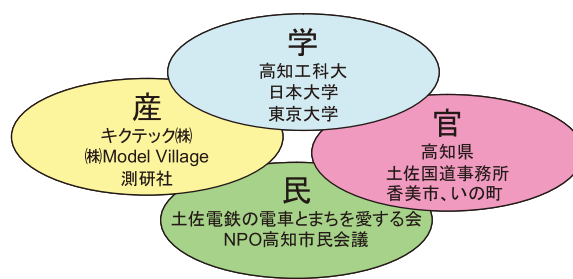 学
高知工科大
日本大学
東京大学
産
キクテック㈱
㈱Model Village
測研社
官
高知県
土佐国道事務所
香美市、いの町
民
土佐電鉄の電車とまちを愛する会
NPO高知市民会議